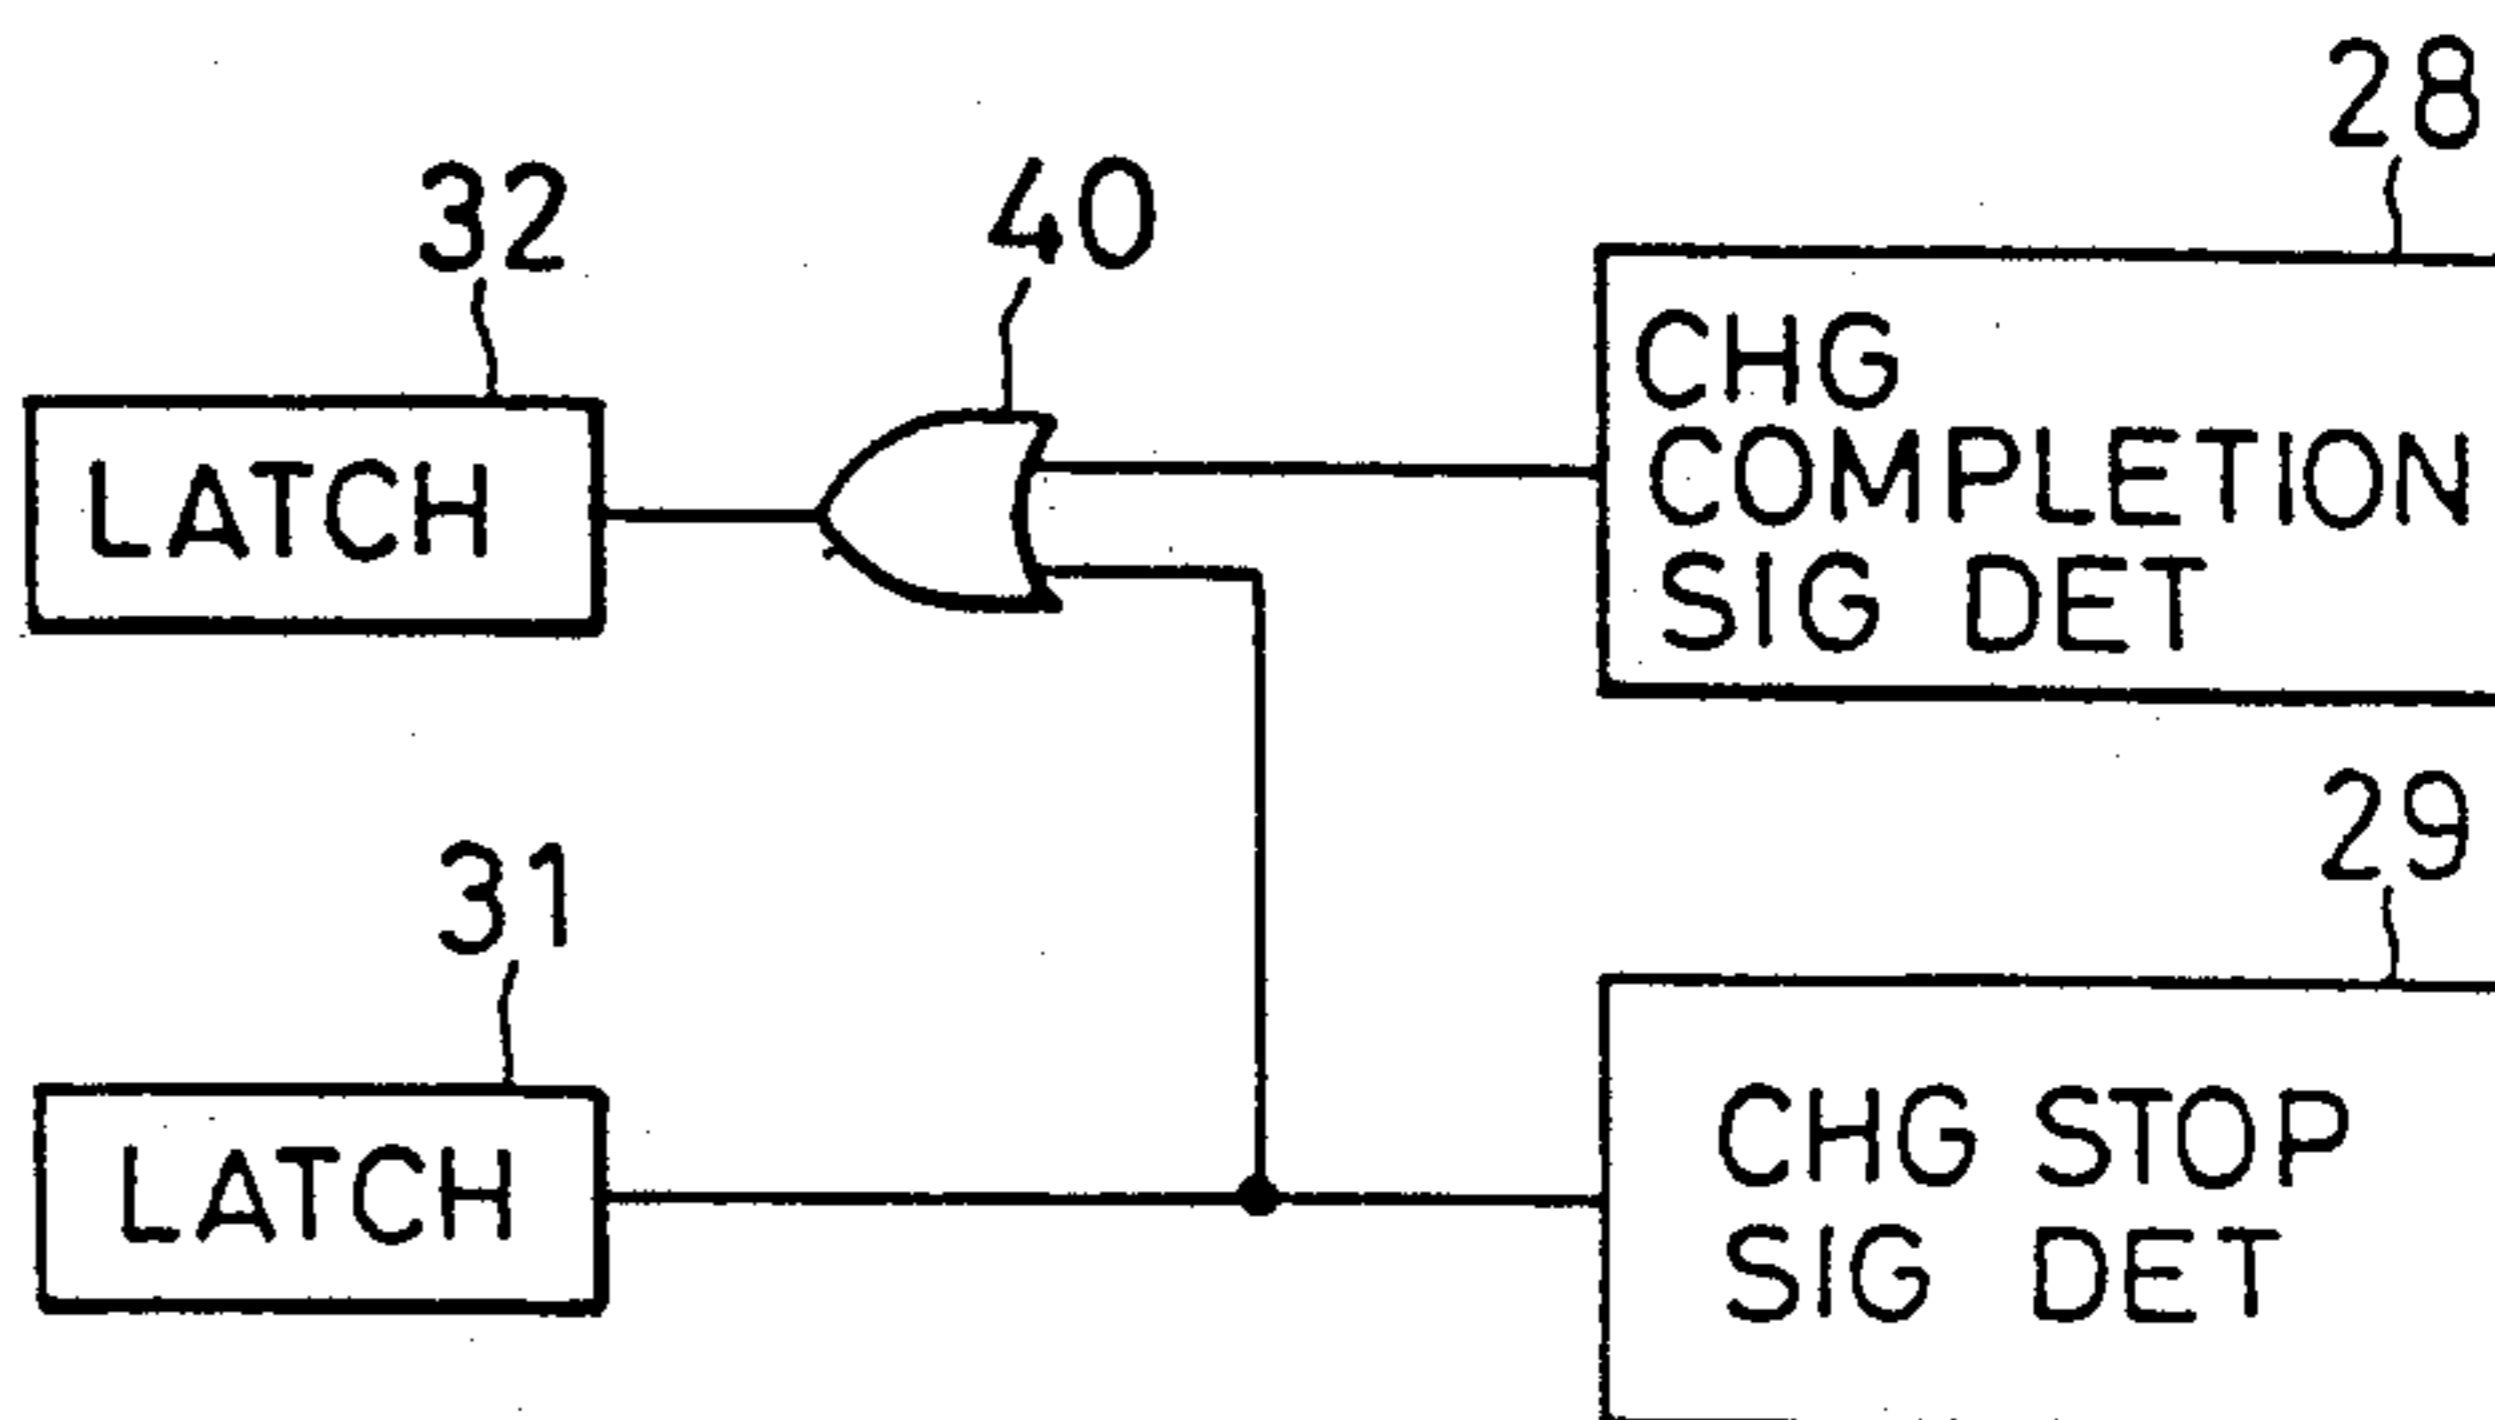 28
32
40
CHG
COMPLETION
SIG DET
LATCH
29
31
CHG STOP
SIG DET
LATCH